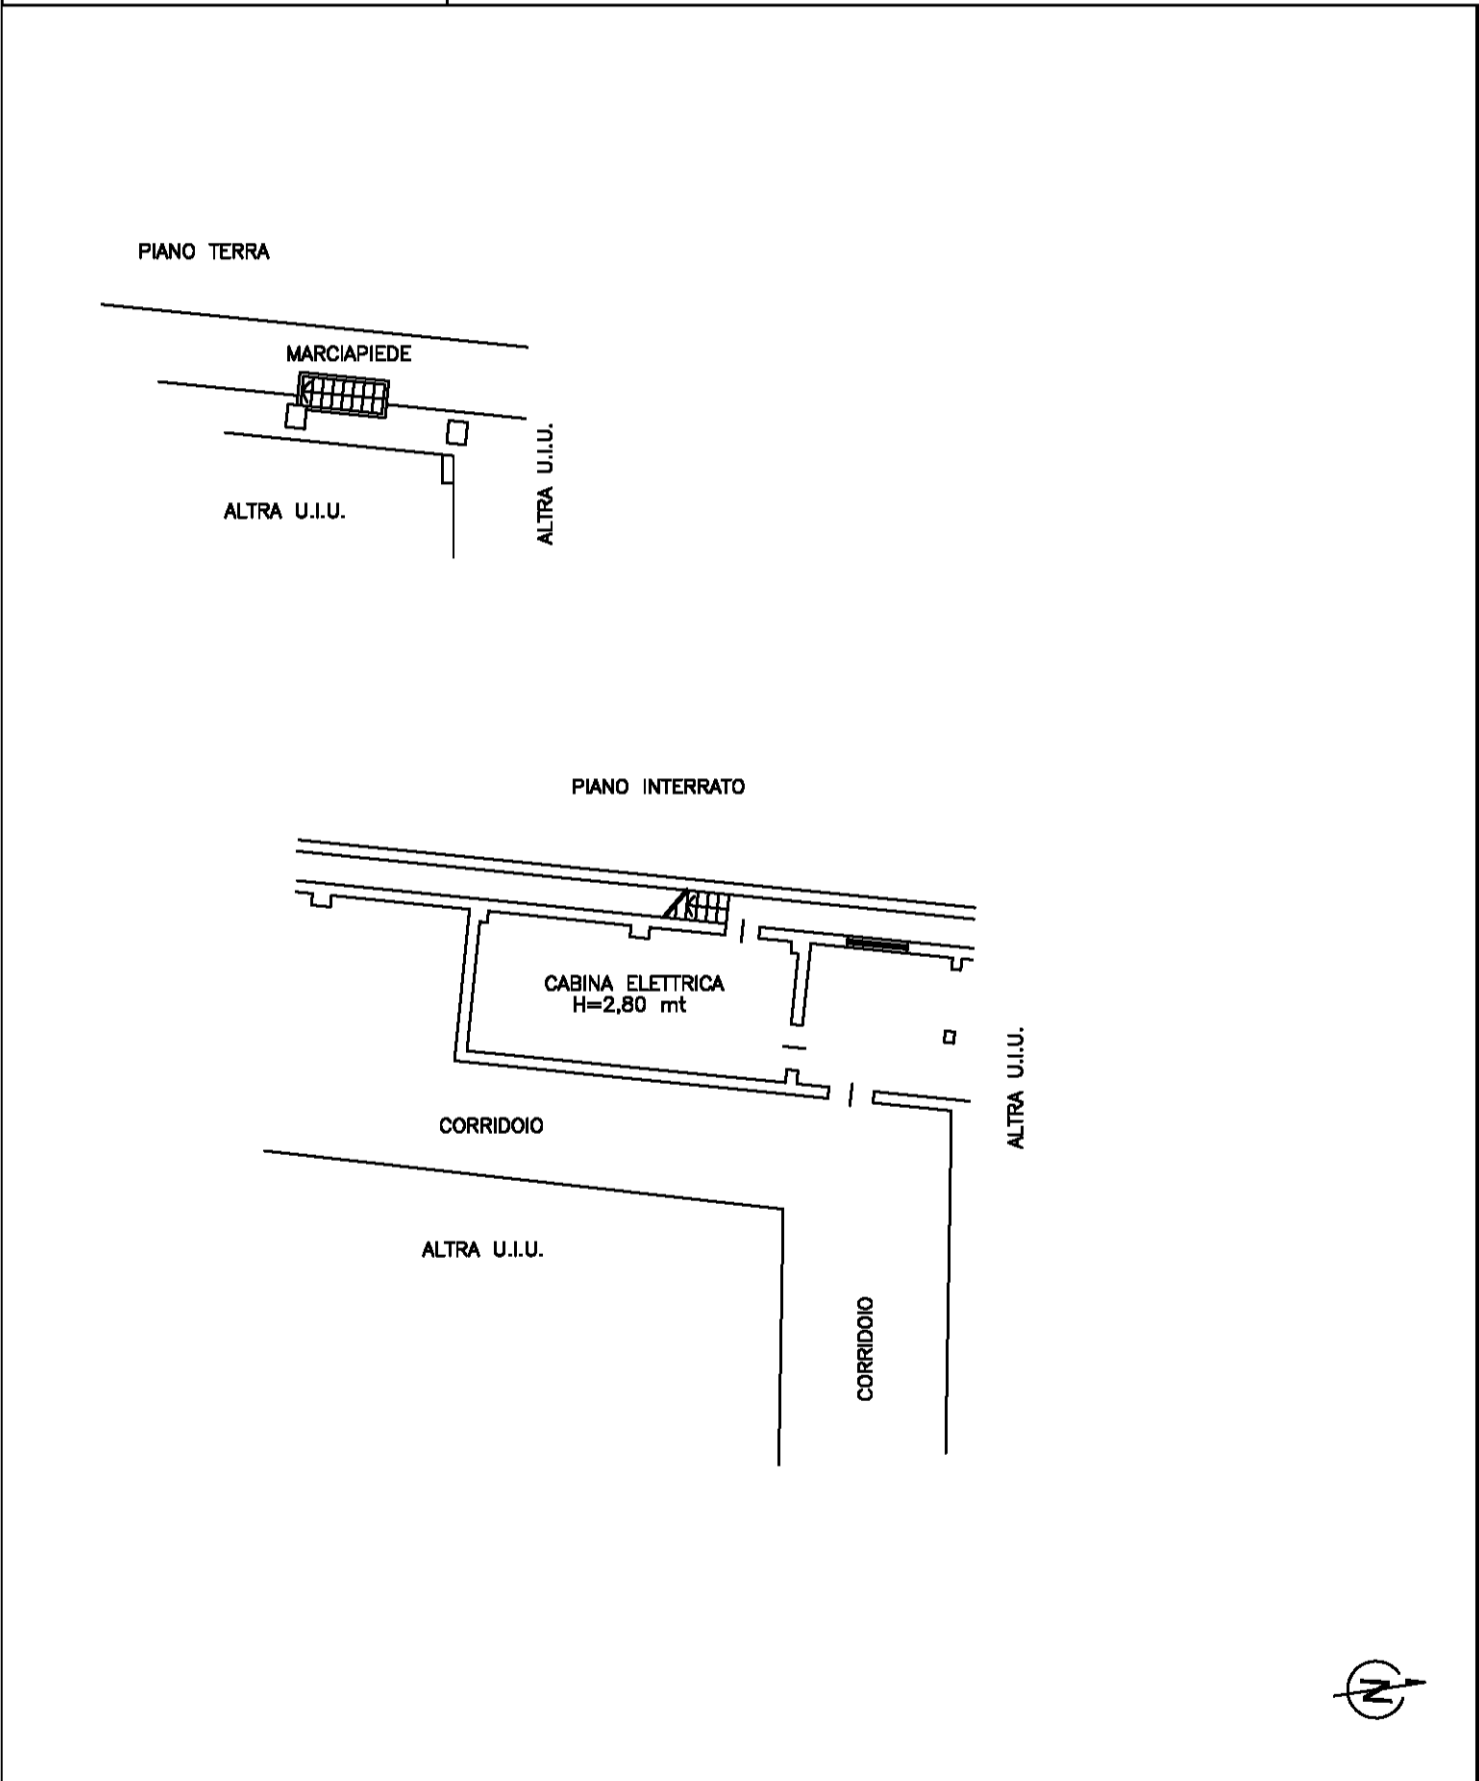 PIANO TERRA
MARCIAPIEDE
ALTRA U.I.U.
ALTRA U.I.U.
PIANO INTERRATO
CABINA ELETTRICA
H=2,80 mt
ALTRA U.I.U.
CORRIDOIO
ALTRA U.I.U.
CORRIDOIO
N